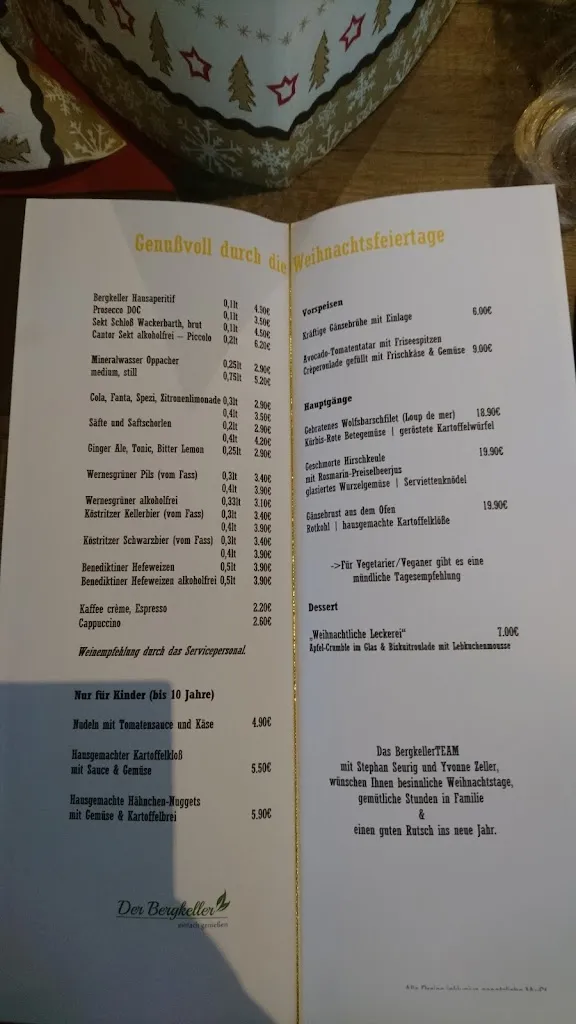 Genußvoll durch die Weihnachtsfeiertage
Bergkeller Hausaperitif 0,1lt 4.90€
Prosecco DOC 0,1lt 3.50€
Sekt Schloß Wackerbarth, brut 0,1lt 4.50€
Cantor Sekt alkoholfrei – Piccolo 0,2lt 6.20€
Mineralwasser Oppacher 0,25lt 2.90€
medium, still 0,75lt 5.20€
Cola, Fanta, Spezi, Zitronenlimonade 0,3lt 2.90€
0,4lt 3.50€
Säfte und Saftschorlen 0,2lt 2.90€
0,4lt 4.20€
Ginger Ale, Tonic, Bitter Lemon 0,25lt 2.90€
Wernesgrüner Pils (vom Fass) 0,3lt 3.40€
0,4lt 3.90€
Wernesgrüner alkoholfrei 0,33lt 3.10€
Köstritzer Kellerbier (vom Fass) 0,3lt 3.40€
0,4lt 3.90€
Köstritzer Schwarzbier (vom Fass) 0,3lt 3.40€
0,4lt 3.90€
Benediktiner Hefeweizen 0,5lt 3.90€
Benediktiner Hefeweizen alkoholfrei 0,5lt 3.90€
Kaffee crème, Espresso 2.20€
Cappuccino 2.60€
Weinempfehlung durch das Servicepersonal.
Nur für Kinder (bis 10 Jahre)
Nudeln mit Tomatensauce und Käse 4.90€
Hausgemachter Kartoffelkloß
mit Sauce & Gemüse 5.50€
Hausgemachte Hähnchen-Nuggets
mit Gemüse & Kartoffelbrei 5.90€
Der Bergkeller
einfach genießen
Vorspeisen
Kräftige Gänsebrühe mit Einlage 6.00€
Avocado-Tomatentatar mit Friseespitzen
Crêperoulade gefüllt mit Frischkäse & Gemüse 9.00€
Hauptgänge
Gebratenes Wolfsbarschfilet (Loup de mer) 18.90€
Kürbis-Rote Betegemüse | geröstete Kartoffelwürfel
Geschmorte Hirschkeule 19.90€
mit Rosmarin-Preiselbeerjus
glasiertes Wurzelgemüse | Serviettenknödel
Gänsebrust aus dem Ofen 19.90€
Rotkohl | hausgemachte Kartoffelklöße
->Für Vegetarier/Veganer gibt es eine
mündliche Tagesempfehlung
Dessert
„Weihnachtliche Leckerei" 7.00€
Apfel-Crumble im Glas & Biskuitroulade mit Lebkuchenmousse
Das BergkellerTEAM
mit Stephan Seurig und Yvonne Zeller,
wünschen Ihnen besinnliche Weihnachtstage,
gemütliche Stunden in Familie
&
einen guten Rutsch ins neue Jahr.